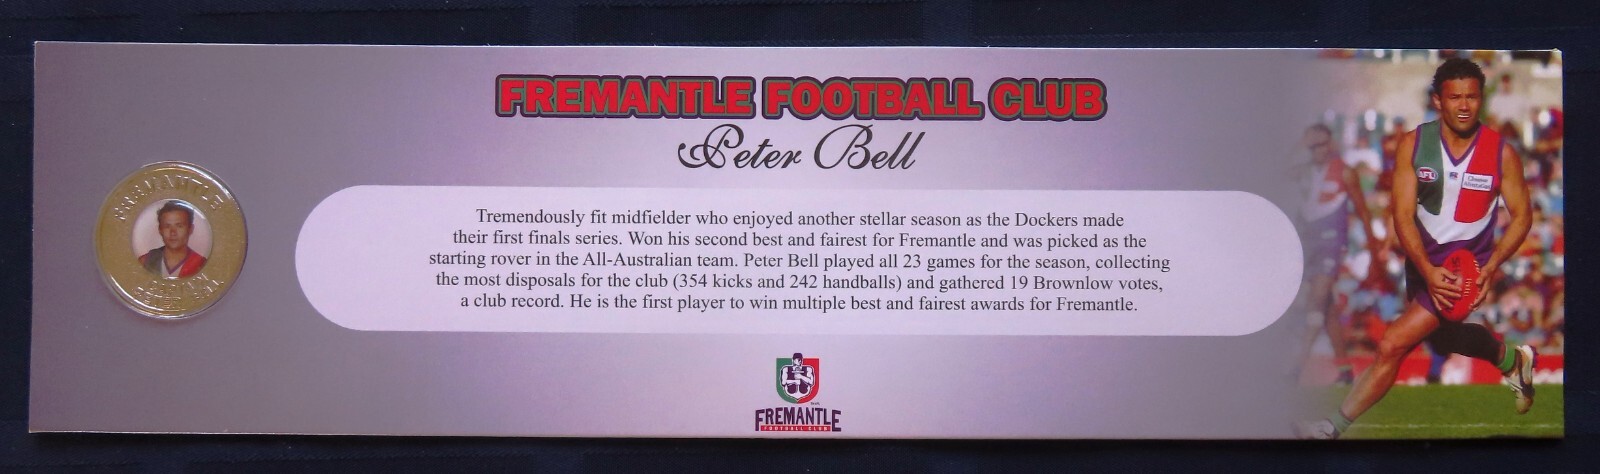 FREMANTLE FOOTBALL CLUB
Peter Bell
FREMANTLE
Tremendously fit midfielder who enjoyed another stellar season as the Dockers made
their first finals series. Won his second best and fairest for Fremantle and was picked as the
starting rover in the All-Australian team. Peter Bell played all 23 games for the season, collecting
the most disposals for the club (354 kicks and 242 handballs) and gathered 19 Brownlow votes,
a club record. He is the first player to win multiple best and fairest awards for Fremantle.
AFL
FREMANTLE
FOOTBALL CLUB